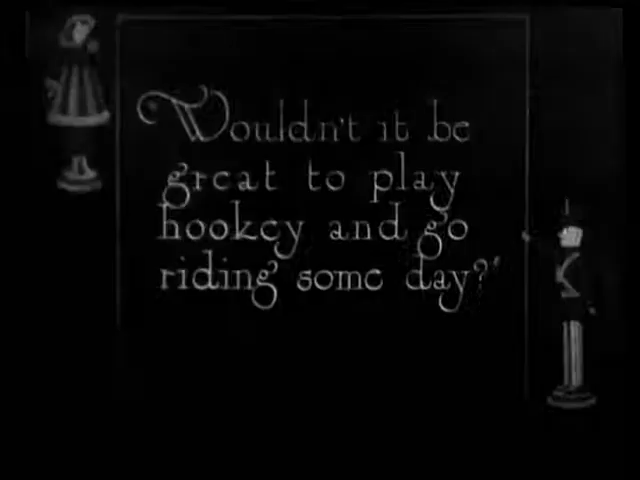 Wouldn't it be
great to play
hookey and go
riding some day?"